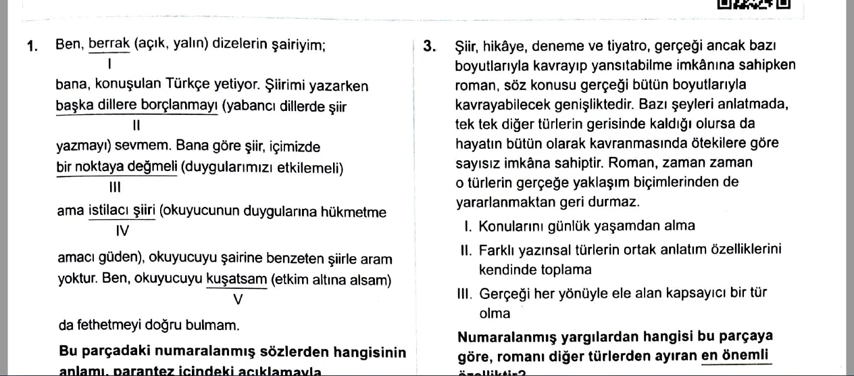 1. Ben, berrak (açık, yalın) dizelerin şairiyim;
I
bana, konuşulan Türkçe yetiyor. Şiirimi yazarken
başka dillere borçlanmayı (yabancı dillerde şiir
II
yazmayı) sevmem. Bana göre şiir, içimizde
bir noktaya değmeli (duygularımızı etkilemeli)
III
ama istilacı şiiri (okuyucunun duygularına hükmetme
IV
amacı güden), okuyucuyu şairine benzeten şiirle aram
yoktur. Ben, okuyucuyu kuşatsam (etkim altına alsam)
V
da fethetmeyi doğru bulmam.
Bu parçadaki numaralanmış sözlerden hangisinin
anlamı, parantez içindeki açıklamayla
3. Şiir, hikâye, deneme ve tiyatro, gerçeği ancak bazı
boyutlarıyla kavrayıp yansıtabilme imkânına sahipken
roman, söz konusu gerçeği bütün boyutlarıyla
kavrayabilecek genişliktedir. Bazı şeyleri anlatmada,
tek tek diğer türlerin gerisinde kaldığı olursa da
hayatın bütün olarak kavranmasında ötekilere göre
sayısız imkâna sahiptir. Roman, zaman zaman
o türlerin gerçeğe yaklaşım biçimlerinden de
yararlanmaktan geri durmaz.
I. Konularını günlük yaşamdan alma
II. Farklı yazınsal türlerin ortak anlatım özelliklerini
kendinde toplama
III. Gerçeği her yönüyle ele alan kapsayıcı bir tür
olma
Numaralanmış yargılardan hangisi bu parçaya
göre, romanı diğer türlerden ayıran en önemli
özelliktir?